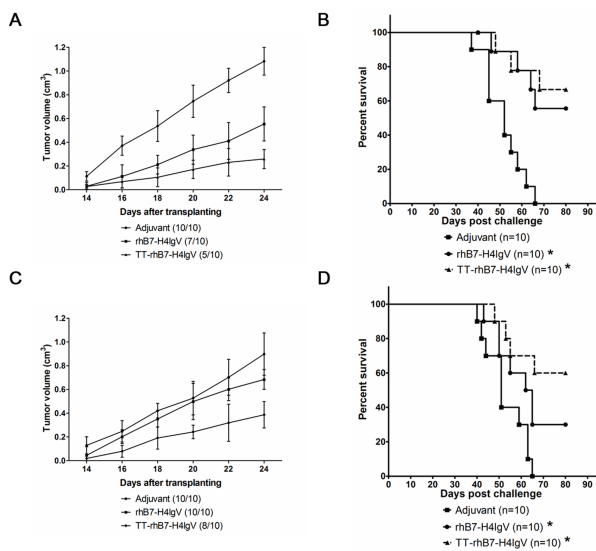 A
Tumor volume (cm³)
1.2
1.0
0.8
0.6
0.4
0.2
0.0
14 16 18 20 22 24
Days after transplanting
Adjuvant (10/10)
rhB7-H4IgV (7/10)
TT-rhB7-H4IgV (5/10)
B
Percent survival
100
80
60
40
20
0
0 10 20 30 40 50 60 70 80 90
Days post challenge
Adjuvant (n=10)
rhB7-H4IgV (n=10) *
TT-rhB7-H4IgV (n=10) *
C
Tumor volume (cm³)
1.2
1.0
0.8
0.6
0.4
0.2
0.0
14 16 18 20 22 24
Days after transplanting
Adjuvant (10/10)
rhB7-H4IgV (10/10)
TT-rhB7-H4IgV (8/10)
D
Percent survival
100
80
60
40
20
0
0 10 20 30 40 50 60 70 80 90
Days post challenge
Adjuvant (n=10)
rhB7-H4IgV (n=10) *
TT-rhB7-H4IgV (n=10) *